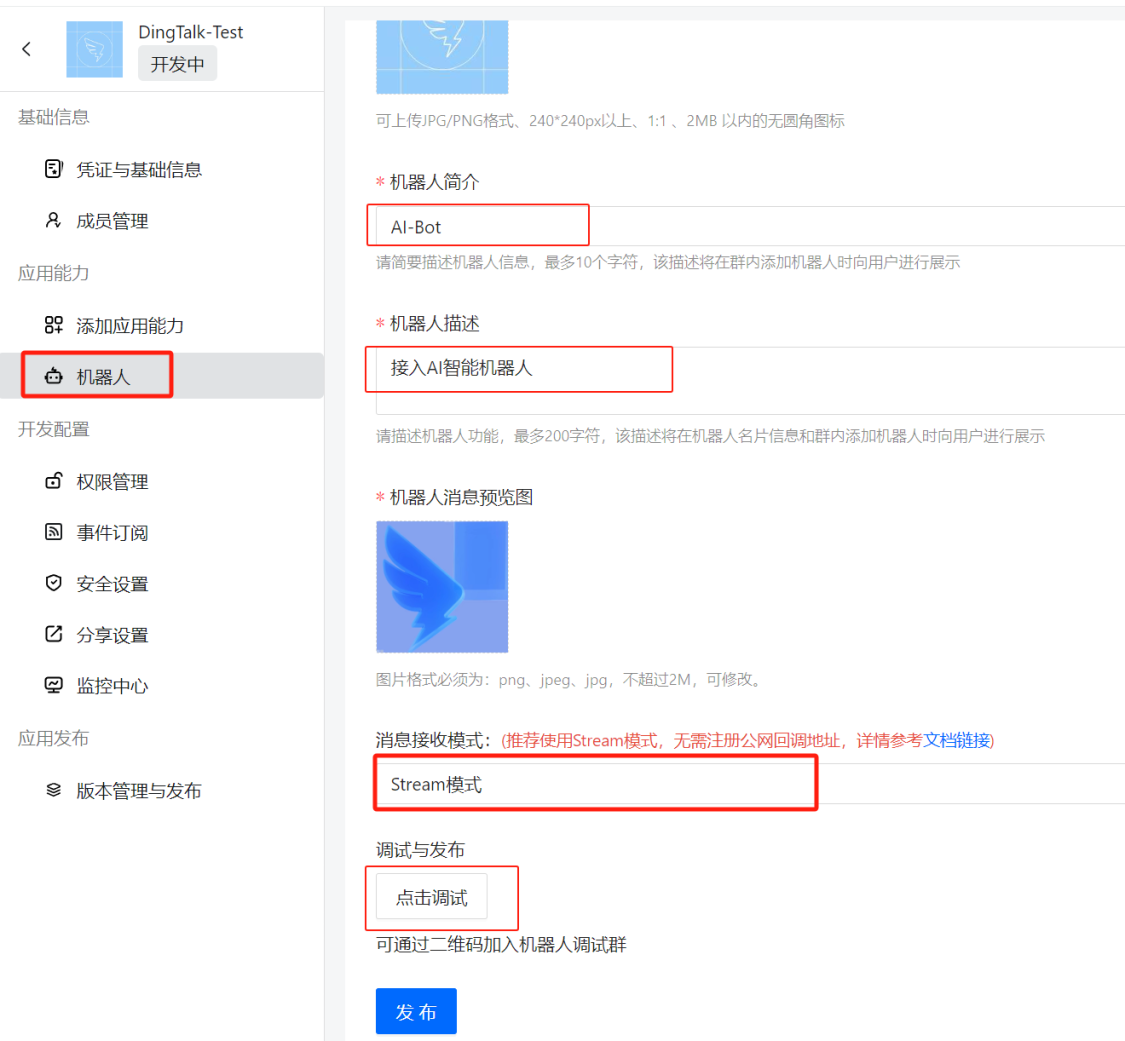 DingTalk-Test
开发中
基础信息
凭证与基础信息
成员管理
应用能力
添加应用能力
机器人
开发配置
权限管理
事件订阅
安全设置
分享设置
监控中心
应用发布
版本管理与发布
可上传JPG/PNG格式、240*240px以上、1:1 、2MB 以内的无圆角图标
* 机器人简介
AI-Bot
请简要描述机器人信息，最多10个字符，该描述将在群内添加机器人时向用户进行展示
* 机器人描述
接入AI智能机器人
请描述机器人功能，最多200字符，该描述将在机器人名片信息和群内添加机器人时向用户进行展示
* 机器人消息预览图
图片格式必须为：png、jpeg、jpg，不超过2M，可修改。
消息接收模式：(推荐使用Stream模式，无需注册公网回调地址，详情参考文档链接)
Stream模式
调试与发布
点击调试
可通过二维码加入机器人调试群
发 布